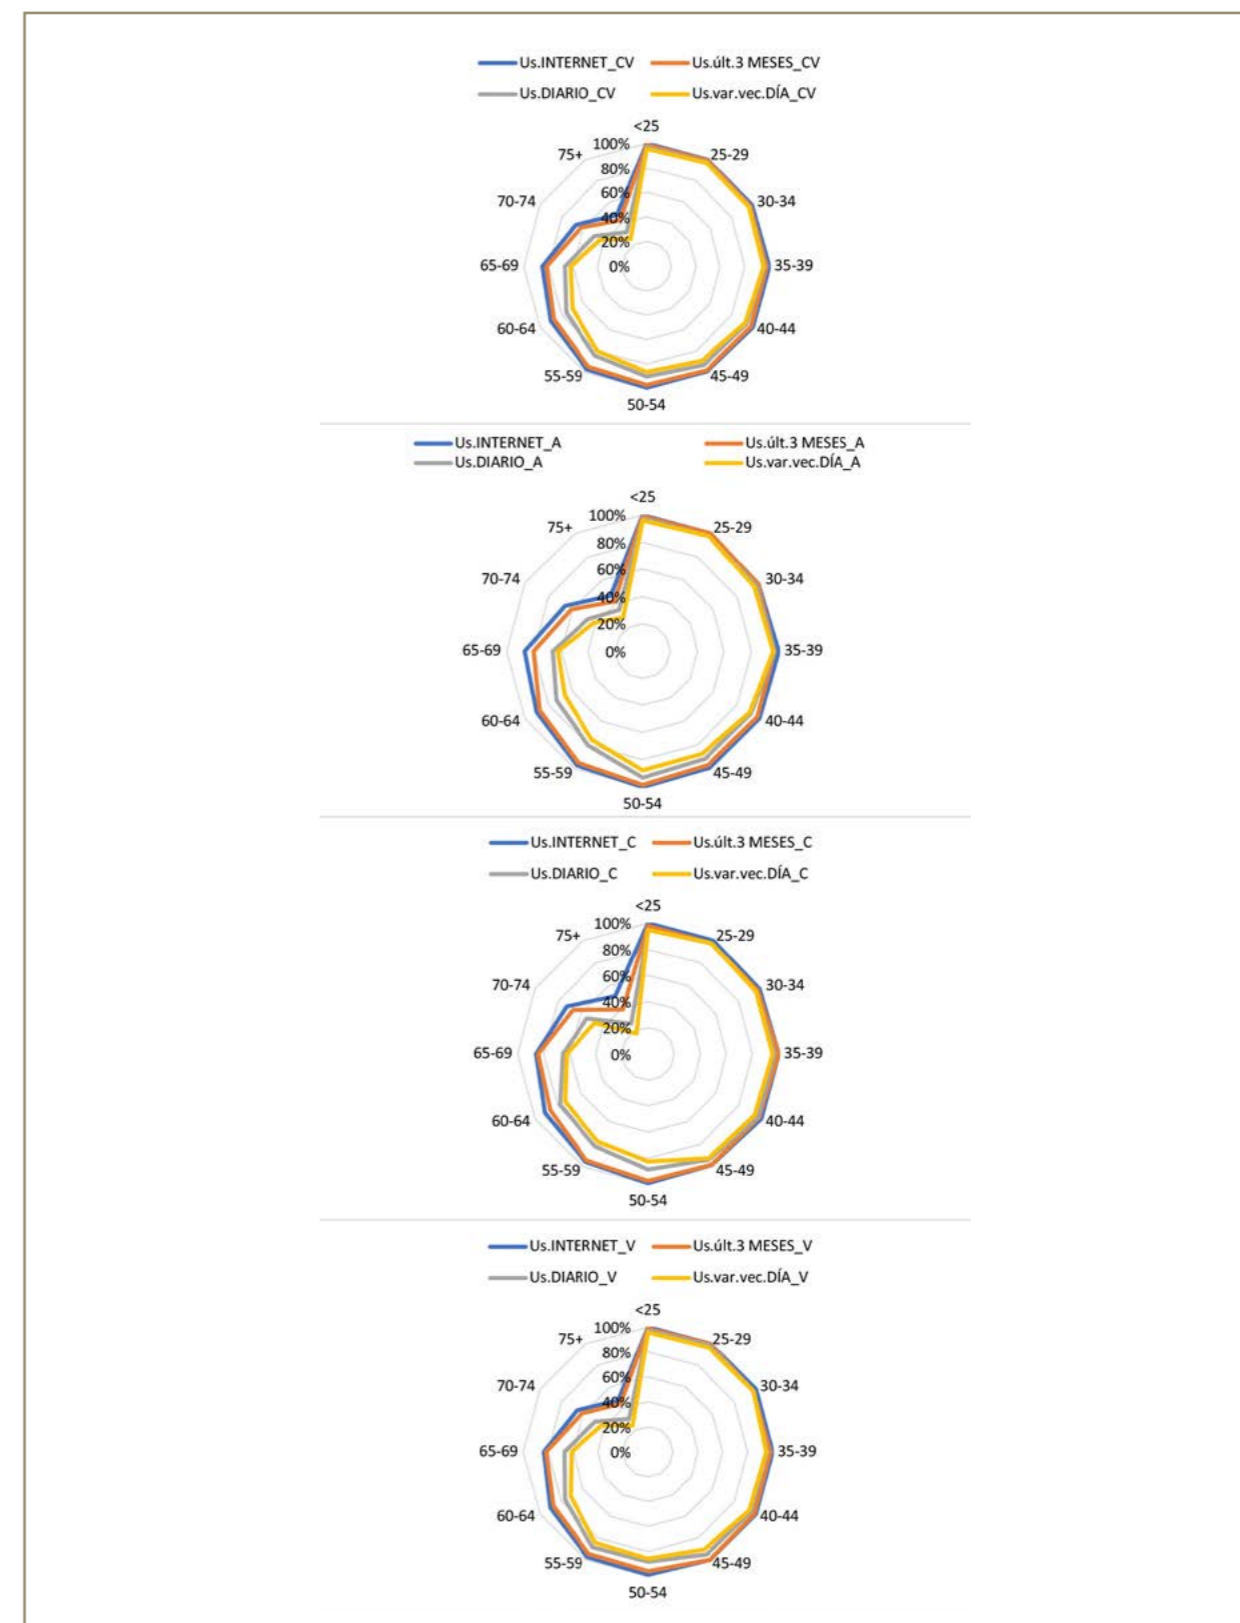 Us.INTERNET_CV Us.últ.3 MESES_CV
Us.DIARIO_CV Us.var.vec.DÍA_CV
<25
100%
75+ 25-29
80%
70-74 60% 30-34
40%
20%
65-69 0% 35-39
60-64 40-44
55-59 45-49
50-54
Us.INTERNET_A Us.últ.3 MESES_A
Us.DIARIO_A Us.var.vec.DÍA_A
<25
100%
75+ 25-29
80%
70-74 60% 30-34
40%
20%
65-69 0% 35-39
60-64 40-44
55-59 45-49
50-54
Us.INTERNET_C Us.últ.3 MESES_C
Us.DIARIO_C Us.var.vec.DÍA_C
<25
100%
75+ 25-29
80%
70-74 60% 30-34
40%
20%
65-69 0% 35-39
60-64 40-44
55-59 45-49
50-54
Us.INTERNET_V Us.últ.3 MESES_V
Us.DIARIO_V Us.var.vec.DÍA_V
<25
100%
75+ 25-29
80%
70-74 60% 30-34
40%
20%
65-69 0% 35-39
60-64 40-44
55-59 45-49
50-54